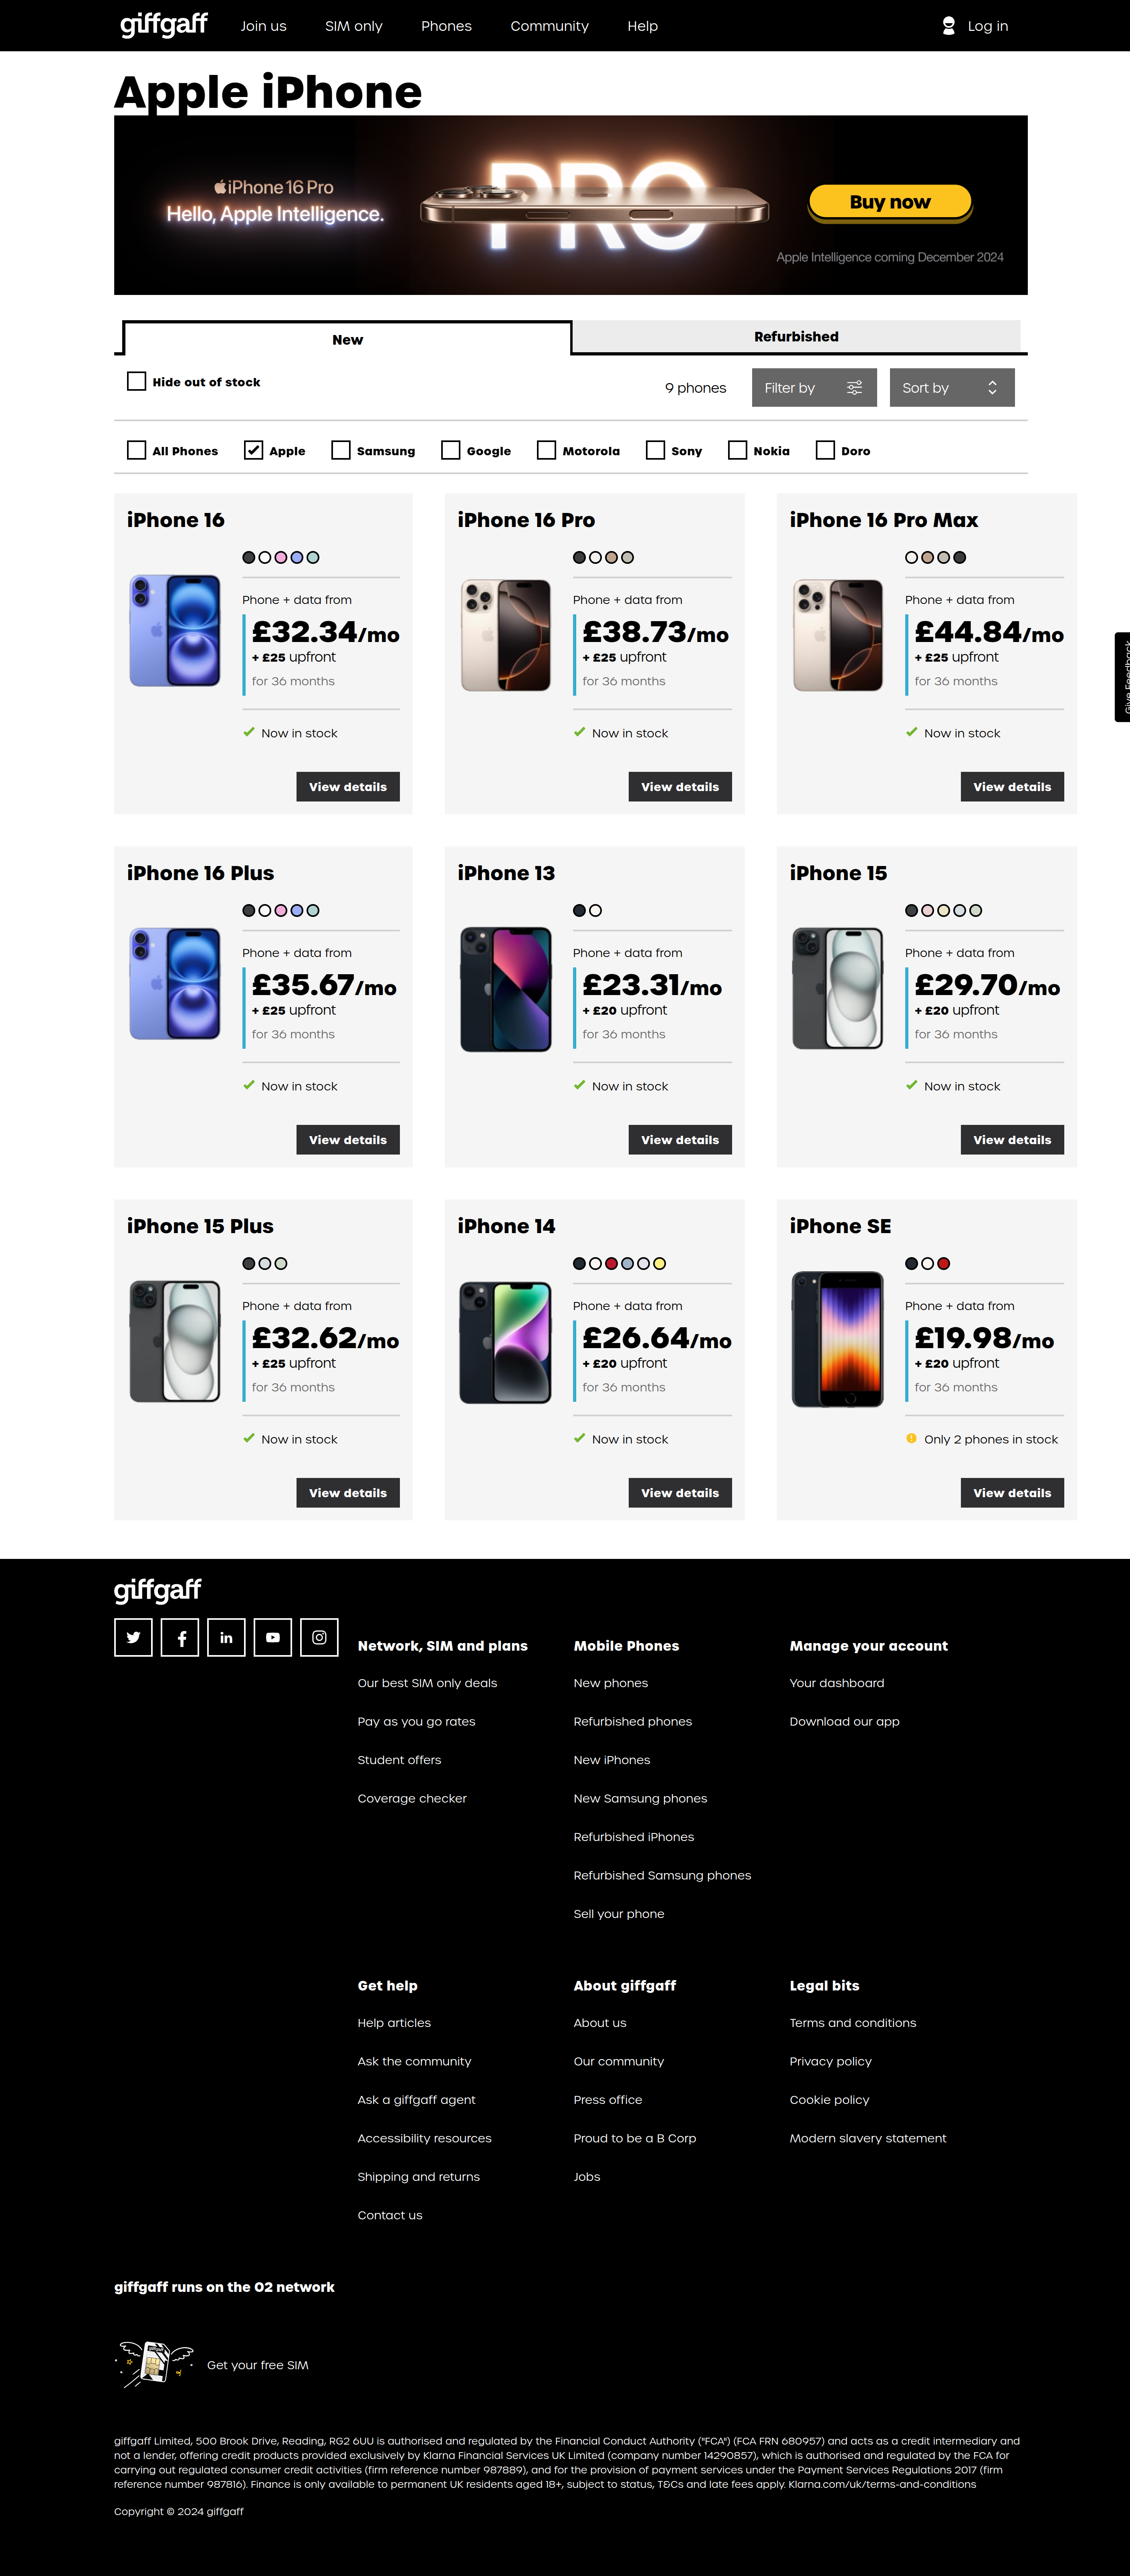 giffgaff
Join us
SIM only
Phones
Community
Help
Log in
Apple iPhone
iPhone 16 Pro
Hello, Apple Intelligence.
PRO
Buy now
Apple Intelligence coming December 2024
New
Refurbished
Hide out of stock
9 phones
Filter by
Sort by
All Phones
Apple
Samsung
Google
Motorola
Sony
Nokia
Doro
iPhone 16
Phone + data from
£32.34/mo
+ £25 upfront
for 36 months
Now in stock
View details
iPhone 16 Pro
Phone + data from
£38.73/mo
+ £25 upfront
for 36 months
Now in stock
View details
iPhone 16 Pro Max
Phone + data from
£44.84/mo
+ £25 upfront
for 36 months
Now in stock
View details
Give Feedback
iPhone 16 Plus
Phone + data from
£35.67/mo
+ £25 upfront
for 36 months
Now in stock
View details
iPhone 13
Phone + data from
£23.31/mo
+ £20 upfront
for 36 months
Now in stock
View details
iPhone 15
Phone + data from
£29.70/mo
+ £20 upfront
for 36 months
Now in stock
View details
iPhone 15 Plus
Phone + data from
£32.62/mo
+ £25 upfront
for 36 months
Now in stock
View details
iPhone 14
Phone + data from
£26.64/mo
+ £20 upfront
for 36 months
Now in stock
View details
iPhone SE
Phone + data from
£19.98/mo
+ £20 upfront
for 36 months
Only 2 phones in stock
View details
giffgaff
Network, SIM and plans
Our best SIM only deals
Pay as you go rates
Student offers
Coverage checker
Mobile Phones
New phones
Refurbished phones
New iPhones
New Samsung phones
Refurbished iPhones
Refurbished Samsung phones
Sell your phone
Manage your account
Your dashboard
Download our app
Get help
Help articles
Ask the community
Ask a giffgaff agent
Accessibility resources
Shipping and returns
Contact us
About giffgaff
About us
Our community
Press office
Proud to be a B Corp
Jobs
Legal bits
Terms and conditions
Privacy policy
Cookie policy
Modern slavery statement
giffgaff runs on the O2 network
Get your free SIM
giffgaff Limited, 500 Brook Drive, Reading, RG2 6UU is authorised and regulated by the Financial Conduct Authority ("FCA") (FCA FRN 680957) and acts as a credit intermediary and
not a lender, offering credit products provided exclusively by Klarna Financial Services UK Limited (company number 14290857), which is authorised and regulated by the FCA for
carrying out regulated consumer credit activities (firm reference number 987889), and for the provision of payment services under the Payment Services Regulations 2017 (firm
reference number 987816). Finance is only available to permanent UK residents aged 18+, subject to status, T&Cs and late fees apply. Klarna.com/uk/terms-and-conditions
Copyright © 2024 giffgaff